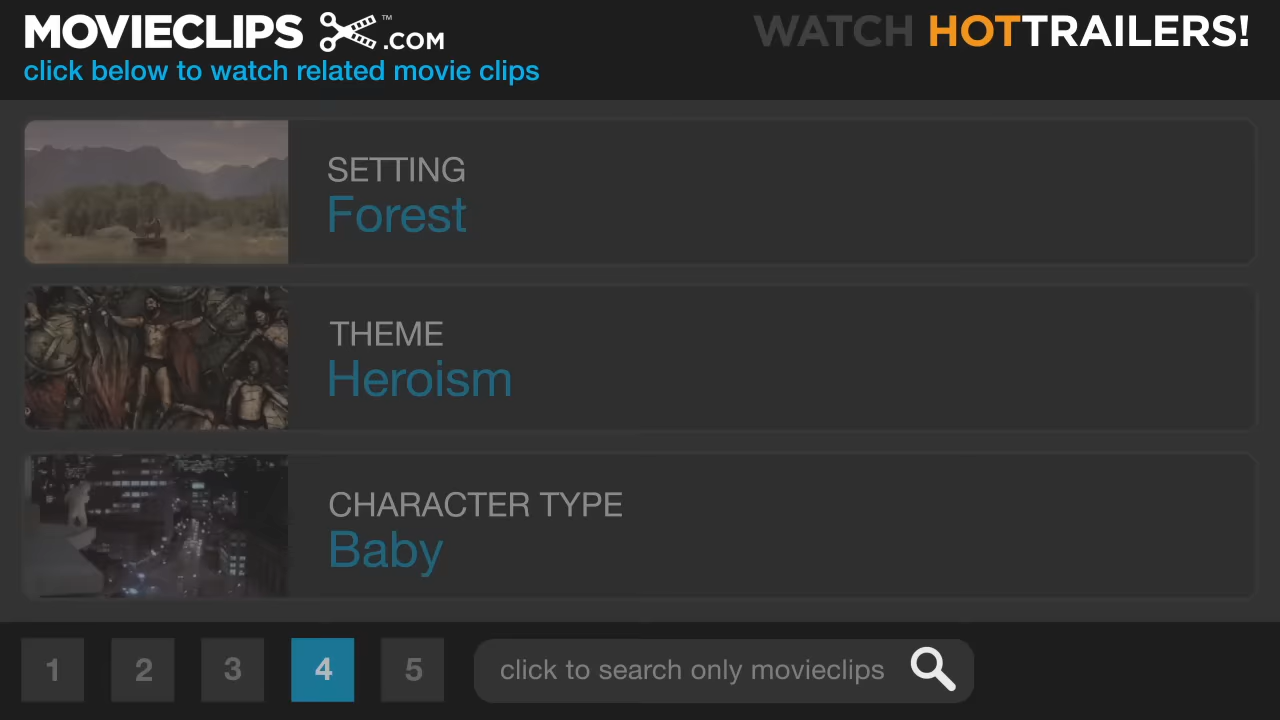 MOVIECLIPS ™.COM
WATCH HOTTRAILERS!
click below to watch related movie clips
SETTING
Forest
THEME
Heroism
CHARACTER TYPE
Baby
1 2 3 4 5
click to search only movieclips